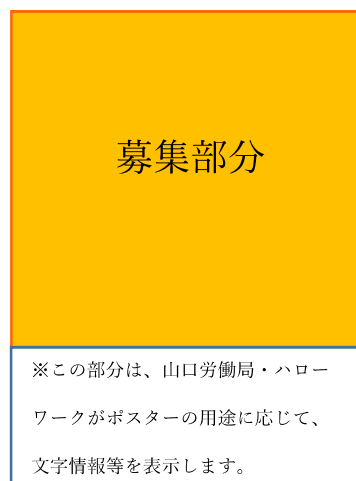 募集部分
※この部分は、山口労働局・ハロー
ワークがポスターの用途に応じて、
文字情報等を表示します。